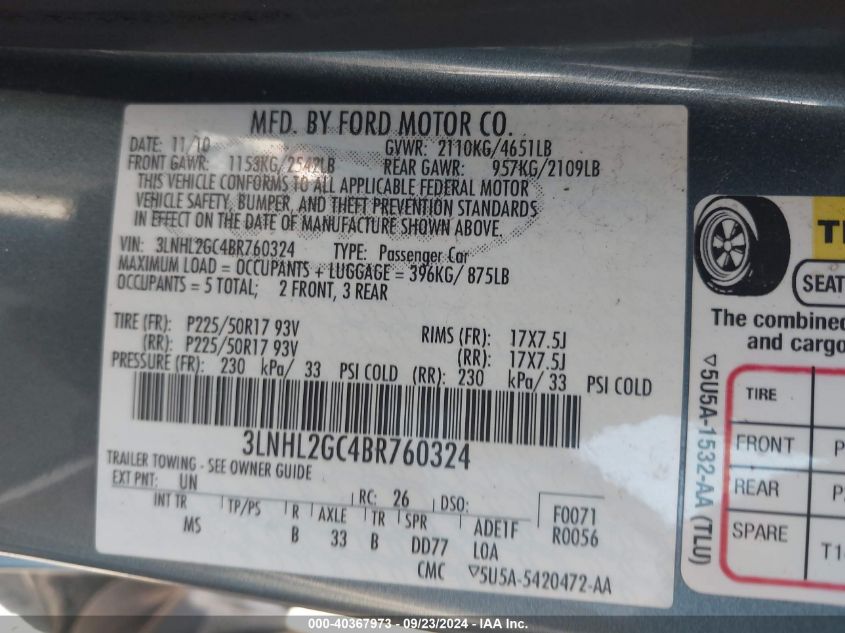 MFD. BY FORD MOTOR CO.
DATE: 11/10 GVWR: 2110KG/4651LB
FRONT GAWR: 1153KG/2542LB REAR GAWR: 957KG/2109LB
THIS VEHICLE CONFORMS TO ALL APPLICABLE FEDERAL MOTOR
VEHICLE SAFETY, BUMPER, AND THEFT PREVENTION STANDARDS
IN EFFECT ON THE DATE OF MANUFACTURE SHOWN ABOVE.
VIN: 3LNHL2GC4BR760324 TYPE: Passenger Car
MAXIMUM LOAD = OCCUPANTS + LUGGAGE = 396KG/ 875LB
OCCUPANTS = 5 TOTAL; 2 FRONT, 3 REAR
TIRE (FR): P225/50R17 93V RIMS (FR): 17X7.5J
(RR): P225/50R17 93V (RR): 17X7.5J
PRESSURE (FR): 230 kPa/ 33 PSI COLD (RR): 230 kPa/ 33 PSI COLD
3LNHL2GC4BR760324
TRAILER TOWING - SEE OWNER GUIDE
EXT PNT: UN RC: 26 DSO:
INT TR TP/PS R AXLE TR SPR ADE1F F0071
MS B 33 B DD77 LOA R0056
CMC ▽5U5A-5420472-AA
TI
SEAT
The combined
and cargo
TIRE
FRONT P
REAR P
SPARE T1
▽5U5A-1532-AA (TLU)
000-40367973 - 09/23/2024 - IAAI US - Inc.